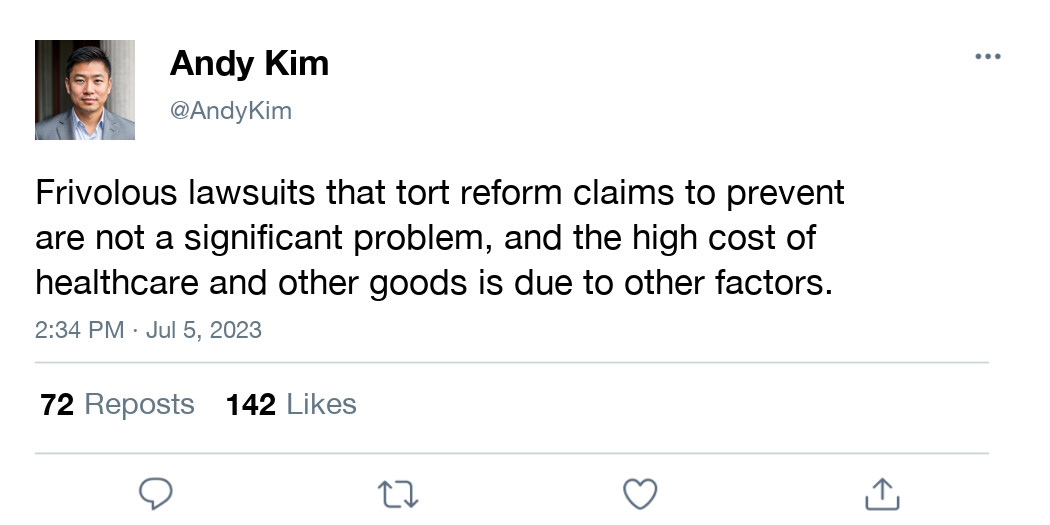 Andy Kim
@AndyKim
Frivolous lawsuits that tort reform claims to prevent
are not a significant problem, and the high cost of
healthcare and other goods is due to other factors.
2:34 PM · Jul 5, 2023
72 Reposts 142 Likes